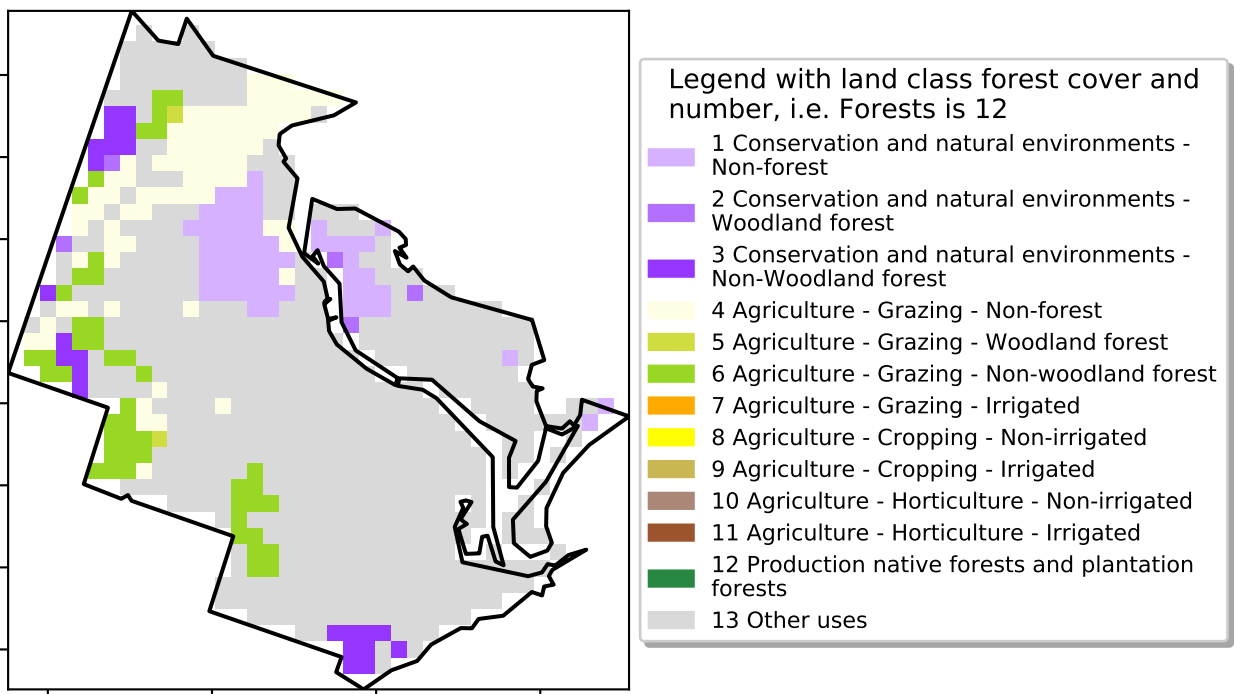 Legend with land class forest cover and
number, i.e. Forests is 12
1 Conservation and natural environments -
Non-forest
2 Conservation and natural environments -
Woodland forest
3 Conservation and natural environments -
Non-Woodland forest
4 Agriculture - Grazing - Non-forest
5 Agriculture - Grazing - Woodland forest
6 Agriculture - Grazing - Non-woodland forest
7 Agriculture - Grazing - Irrigated
8 Agriculture - Cropping - Non-irrigated
9 Agriculture - Cropping - Irrigated
10 Agriculture - Horticulture - Non-irrigated
11 Agriculture - Horticulture - Irrigated
12 Production native forests and plantation
forests
13 Other uses